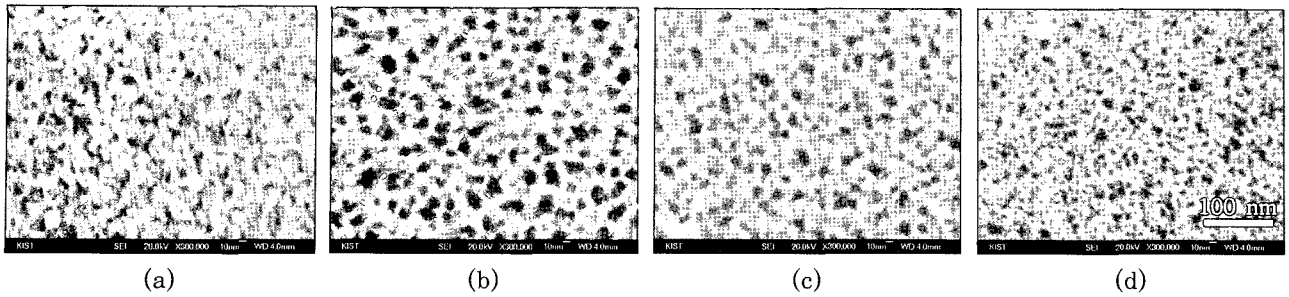 100 nm
KIST SEI 20.0kV X300,000 10nm WD 4.0mm
KIST SEI 20.0kV X300,000 10nm WD 4.0mm
KIST SEI 20.0kV X300,000 10nm WD 4.0mm
KIST SEI 20.0kV X300,000 10nm WD 4.0mm
(a) (b) (c) (d)